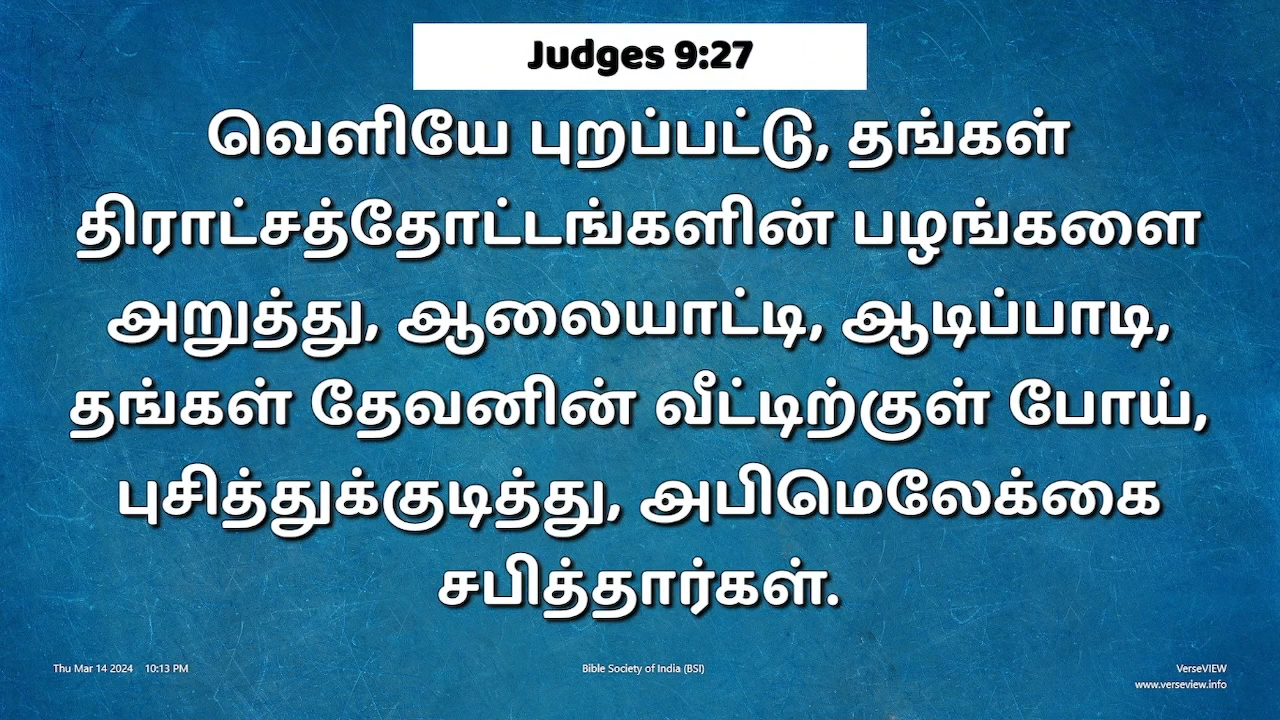 Judges 9:27
வெளியே புறப்பட்டு, தங்கள்
திராட்சத்தோட்டங்களின் பழங்களை
அறுத்து, ஆலையாட்டி, ஆடிப்பாடி,
தங்கள் தேவனின் வீட்டிற்குள் போய்,
புசித்துக்குடித்து, அபிமெலேக்கை
சபித்தார்கள்.
Thu Mar 14 2024 10:13 PM
Bible Society of India (BSI)
VerseVIEW
www.verseview.info